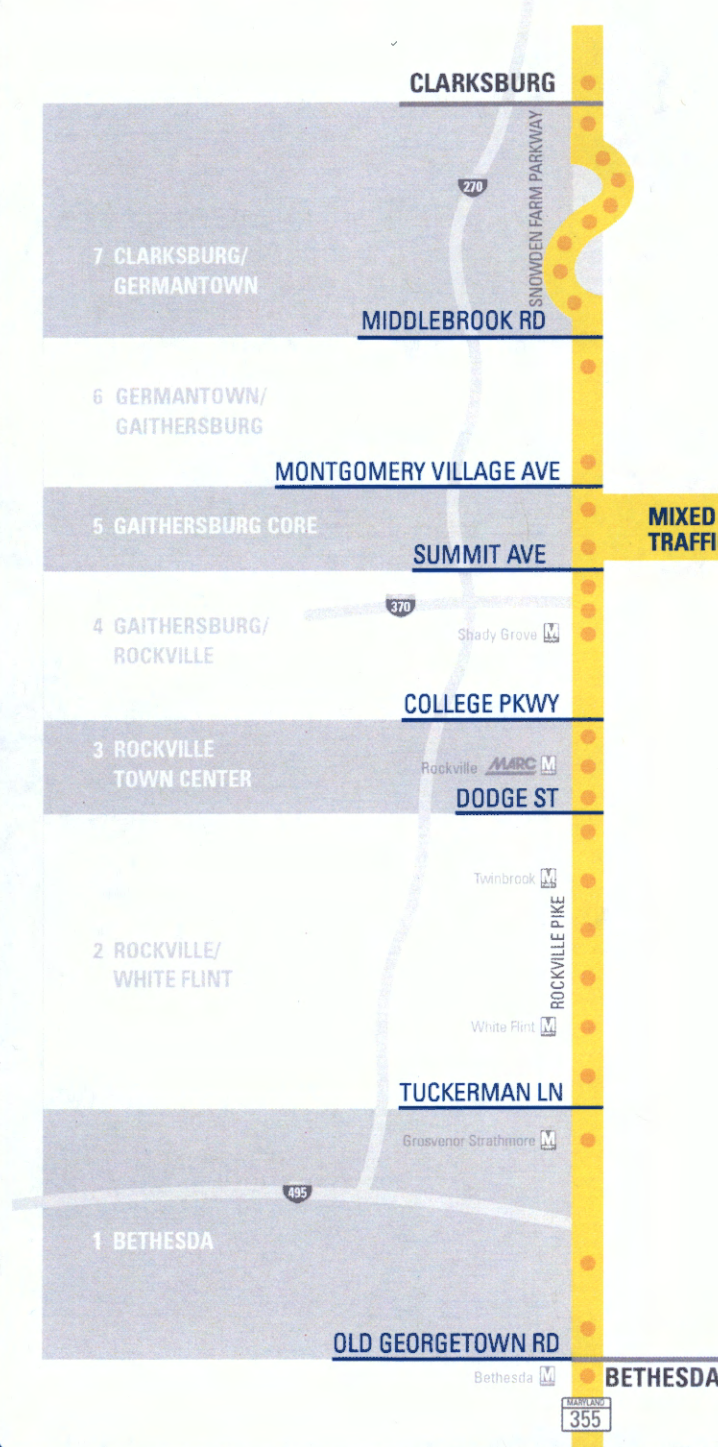 CLARKSBURG
SNOWDEN FARM PARKWAY
270
7 CLARKSBURG/
GERMANTOWN
MIDDLEBROOK RD
6 GERMANTOWN/
GAITHERSBURG
MONTGOMERY VILLAGE AVE
5 GAITHERSBURG CORE
MIXED
TRAFFI
SUMMIT AVE
370
4 GAITHERSBURG/
ROCKVILLE
Shady Grove M
COLLEGE PKWY
3 ROCKVILLE
TOWN CENTER
Rockville MARC M
DODGE ST
Twinbrook M
ROCKVILLE PIKE
2 ROCKVILLE/
WHITE FLINT
White Flint M
TUCKERMAN LN
Grosvenor Strathmore M
495
1 BETHESDA
OLD GEORGETOWN RD
Bethesda M
BETHESDA
MARYLAND
355